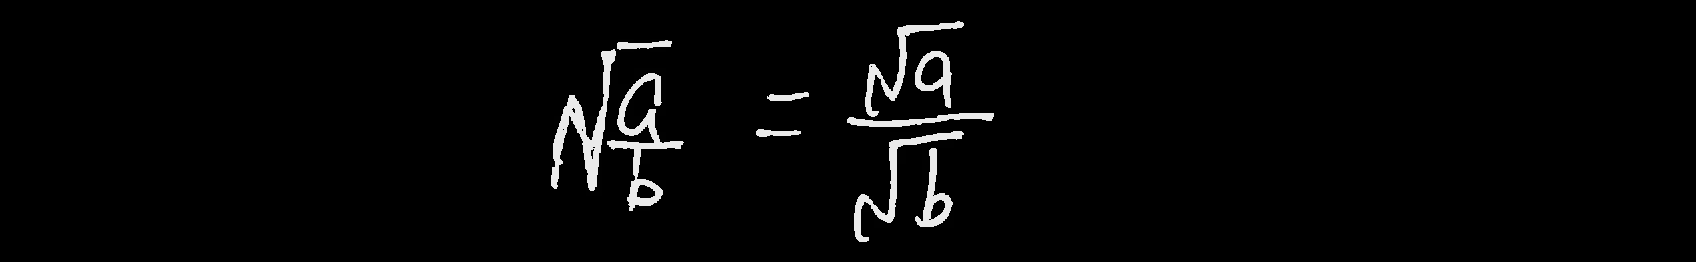 √(a/b) = √a/√b